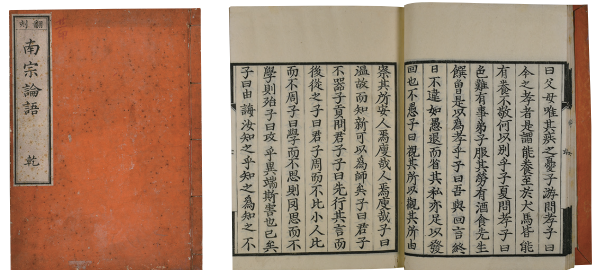 翻刻
南宗論語 乾
曰父母唯其疾之憂子游問孝子曰
今之孝者是謂能養至於犬馬皆能
有養不敬何以別乎子夏問孝子曰
色難有事弟子服其勞有酒食先生
饌曽是以為孝乎子曰吾與回言終
日不違如愚退而省其私亦足以發
回也不愚子曰視其所以觀其所由
察其所安人焉廋哉人焉廋哉子曰
溫故而知新可以為師矣子曰君子
不器子貢問君子子曰先行其言而
後從之子曰君子周而不比小人比
而不周子曰學而不思則罔思而不
學則殆子曰攻乎異端斯害也已矣
子曰由誨汝知之乎知之為知之不